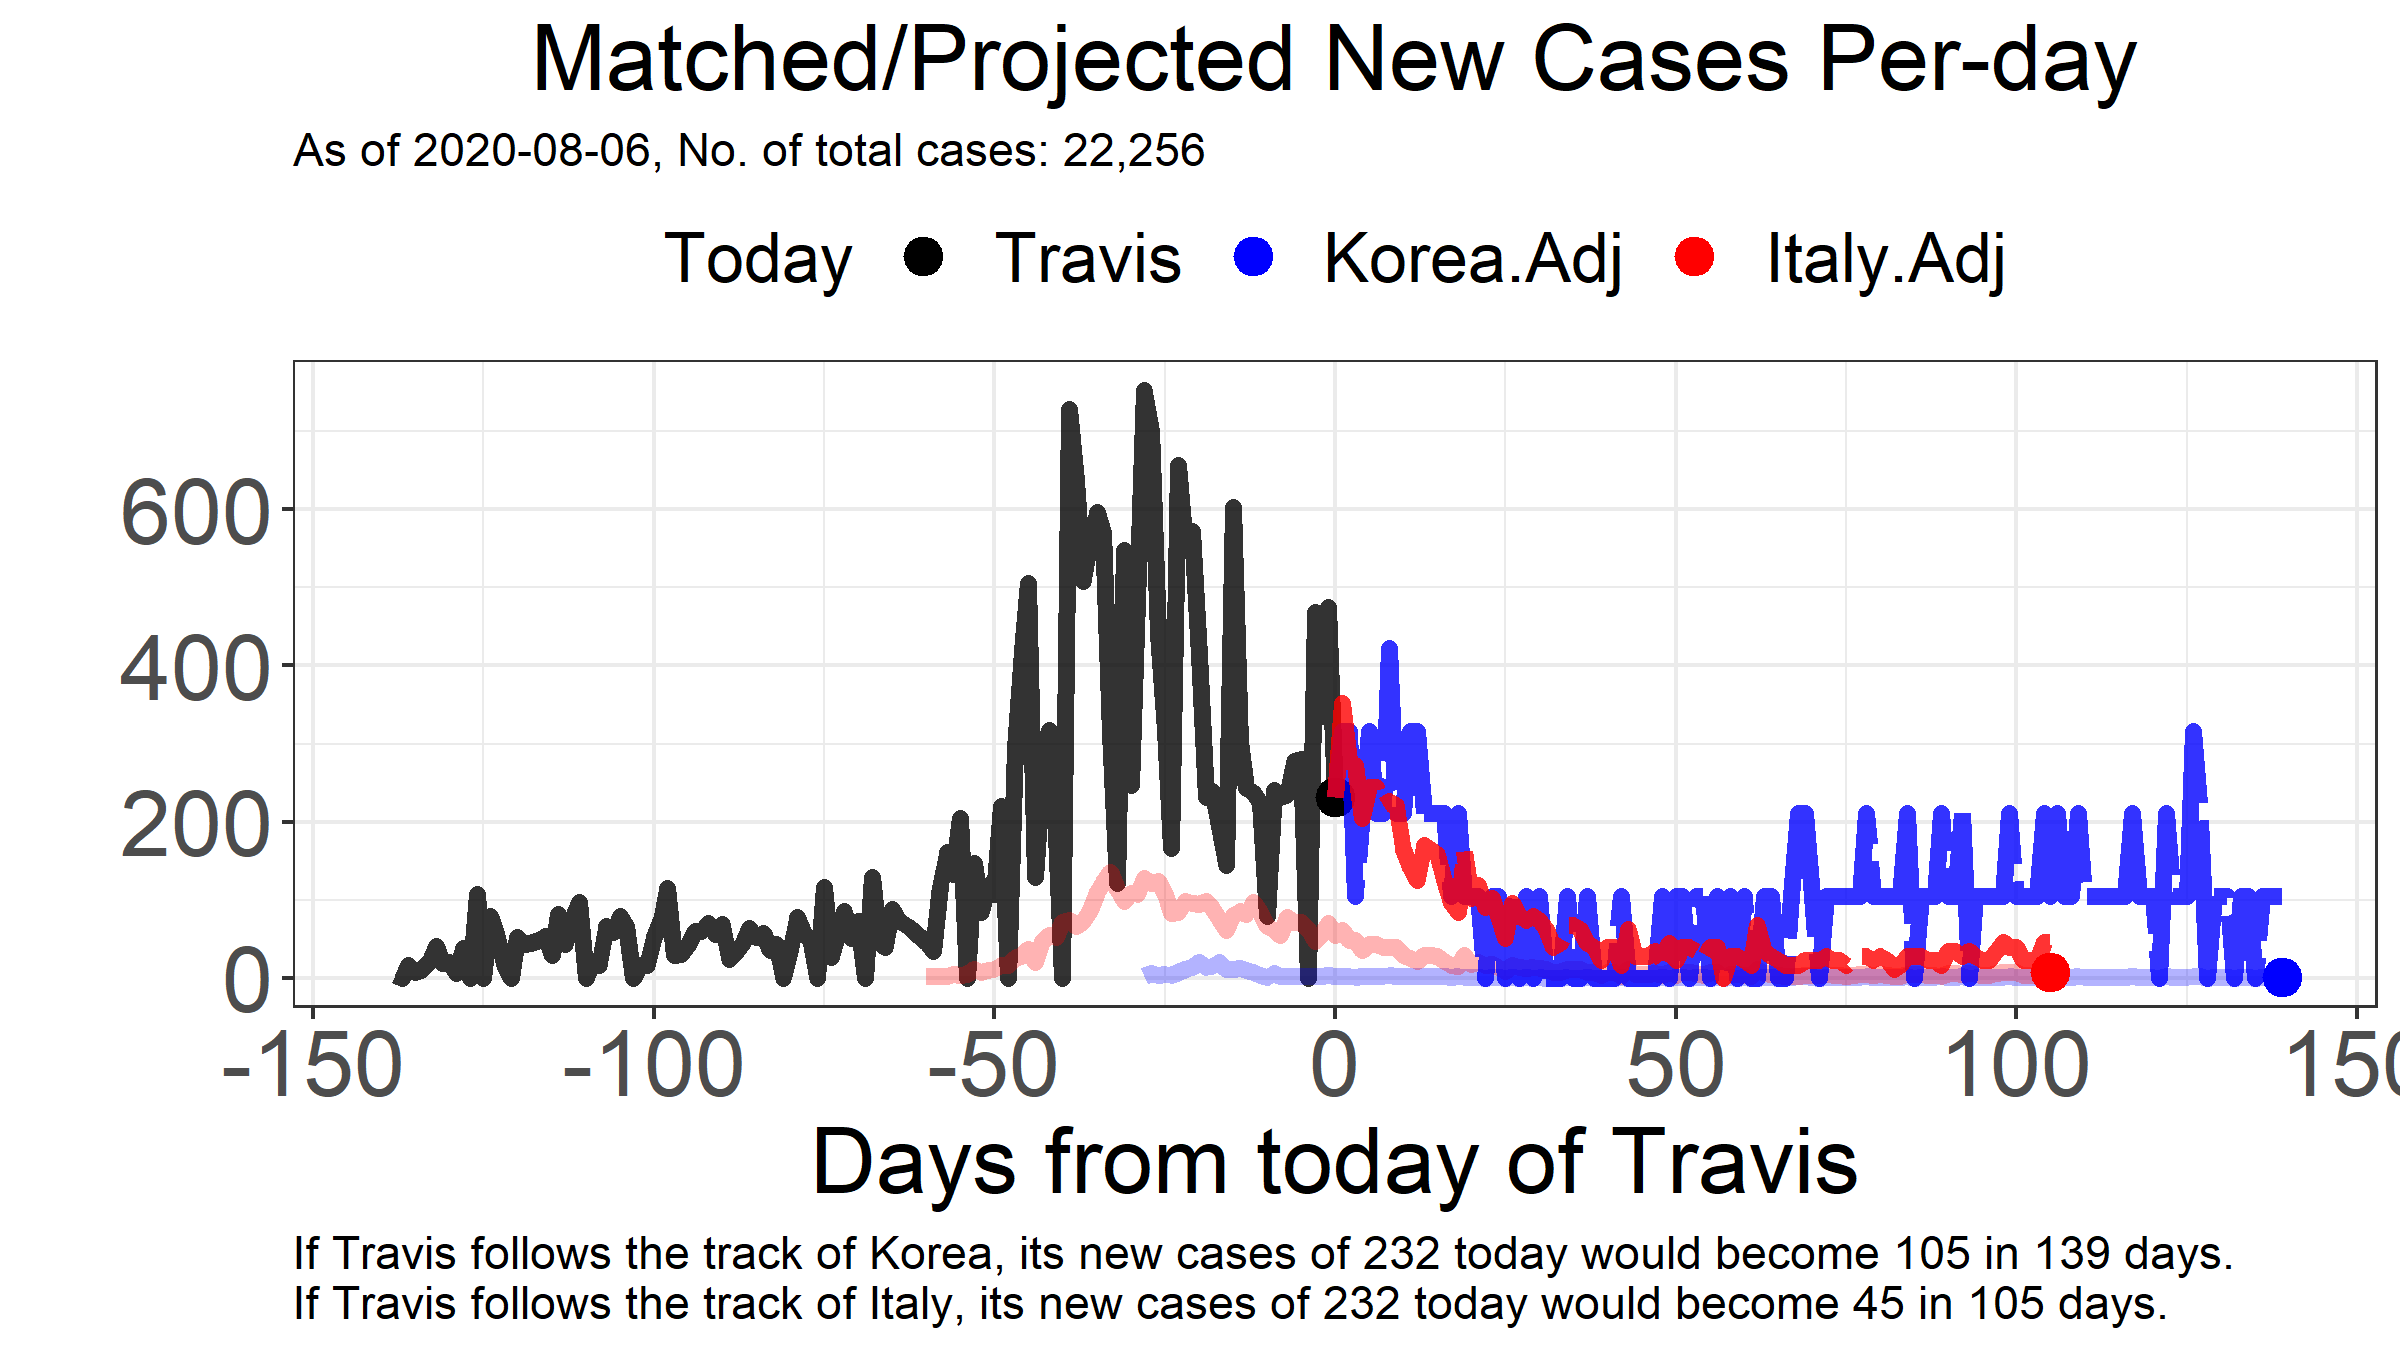 Matched/Projected New Cases Per-day
As of 2020-08-06, No. of total cases: 22,256
Today Travis Korea.Adj Italy.Adj
600
400
200
0
-150 -100 -50 0 50 100 150
Days from today of Travis
If Travis follows the track of Korea, its new cases of 232 today would become 105 in 139 days.
If Travis follows the track of Italy, its new cases of 232 today would become 45 in 105 days.